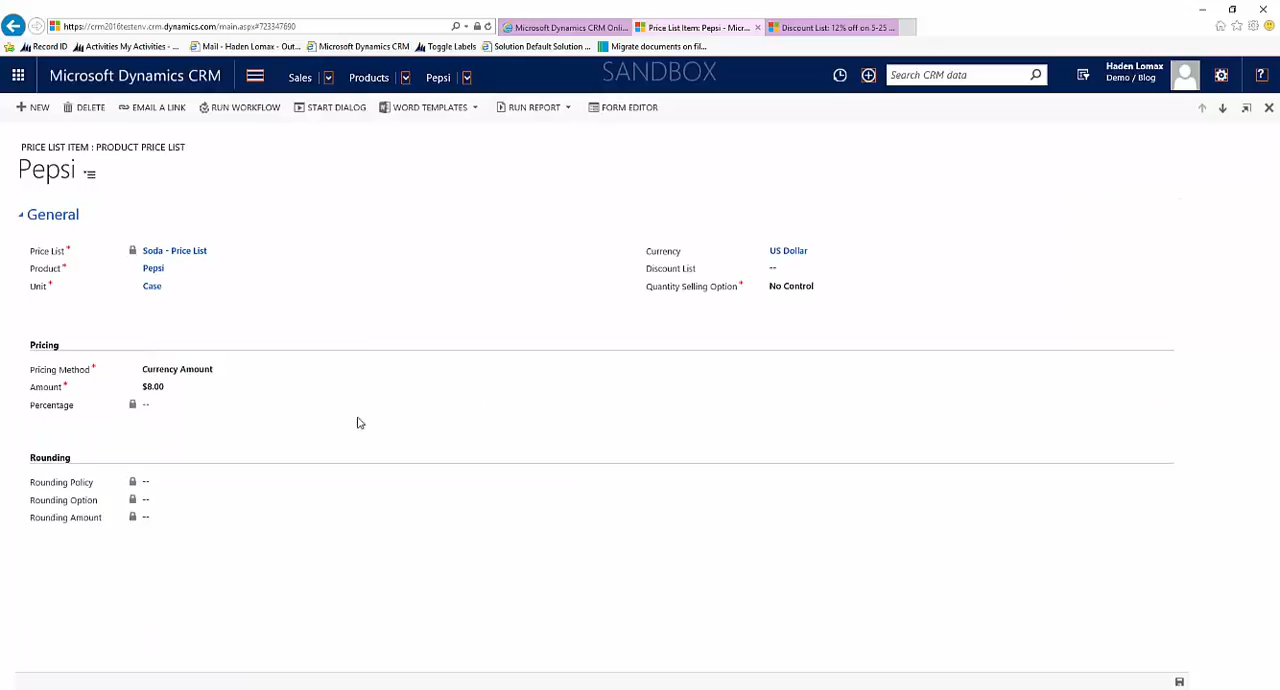 https://crm2016testenv.crm.dynamics.com/main.aspx#723347690
Microsoft Dynamics CRM Onli...
Price List Item: Pepsi - Micr...
Discount List: 12% off on 5-25 ...
Record ID
Activities My Activities - ...
Mail - Haden Lomax - Out...
Microsoft Dynamics CRM
Toggle Labels
Solution Default Solution ...
Migrate documents on fil...
Microsoft Dynamics CRM
Sales
Products
Pepsi
SANDBOX
Search CRM data
Haden Lomax
Demo / Blog
?
NEW
DELETE
EMAIL A LINK
RUN WORKFLOW
START DIALOG
WORD TEMPLATES
RUN REPORT
FORM EDITOR
PRICE LIST ITEM : PRODUCT PRICE LIST
Pepsi
General
Price List* Soda - Price List
Product* Pepsi
Unit* Case
Currency US Dollar
Discount List --
Quantity Selling Option* No Control
Pricing
Pricing Method* Currency Amount
Amount* $8.00
Percentage --
Rounding
Rounding Policy --
Rounding Option --
Rounding Amount --